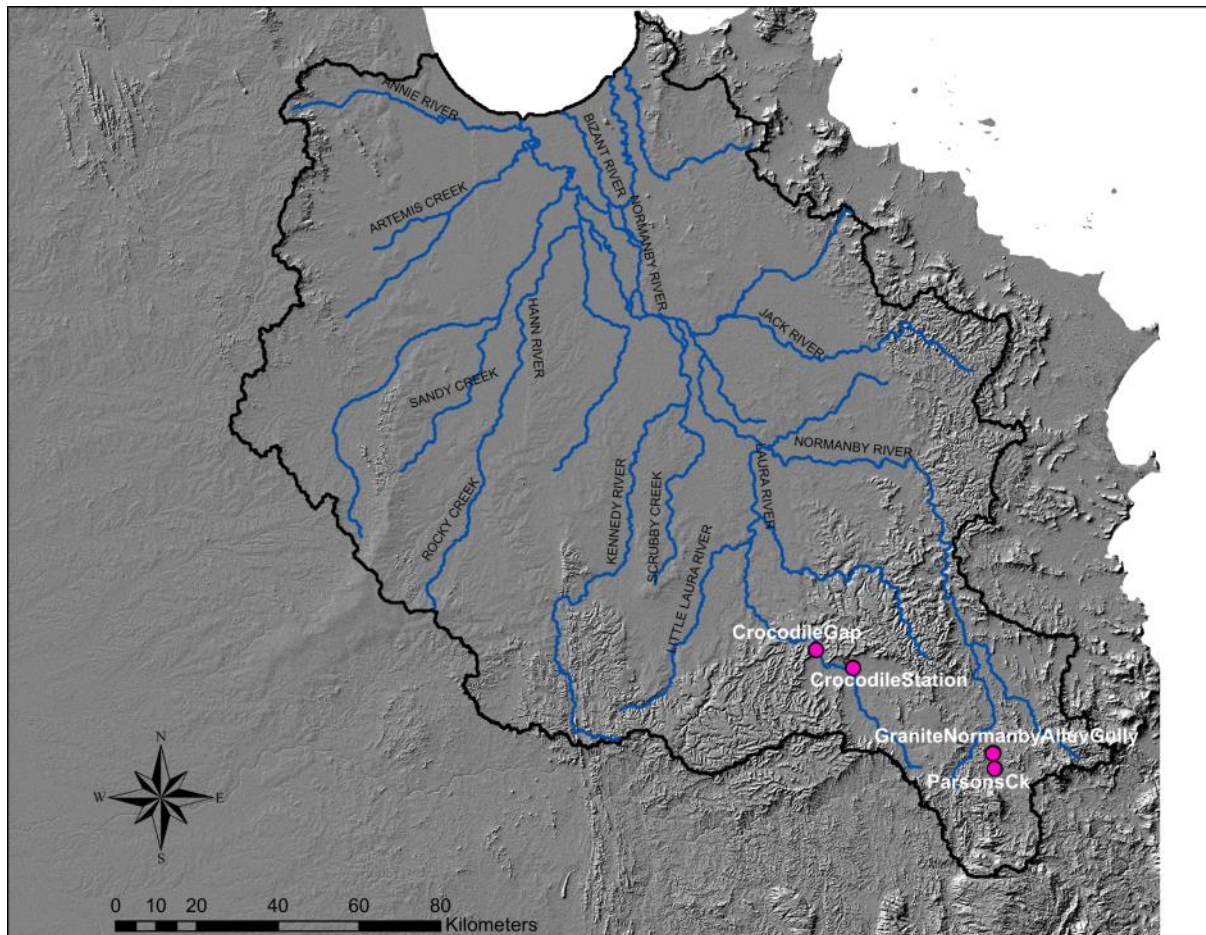 ANNIE RIVER
BIZANT RIVER
ARTEMIS CREEK
NORMANBY RIVER
HANN RIVER
JACK RIVER
SANDY CREEK
NORMANBY RIVER
LAURA RIVER
ROCKY CREEK
KENNEDY RIVER
SCRUBBY CREEK
LITTLE LAURA RIVER
CrocodileGap
CrocodileStation
GraniteNormanbyAlluvGully
ParsonsCk
N
W
E
S
0 10 20 40 60 80
Kilometers